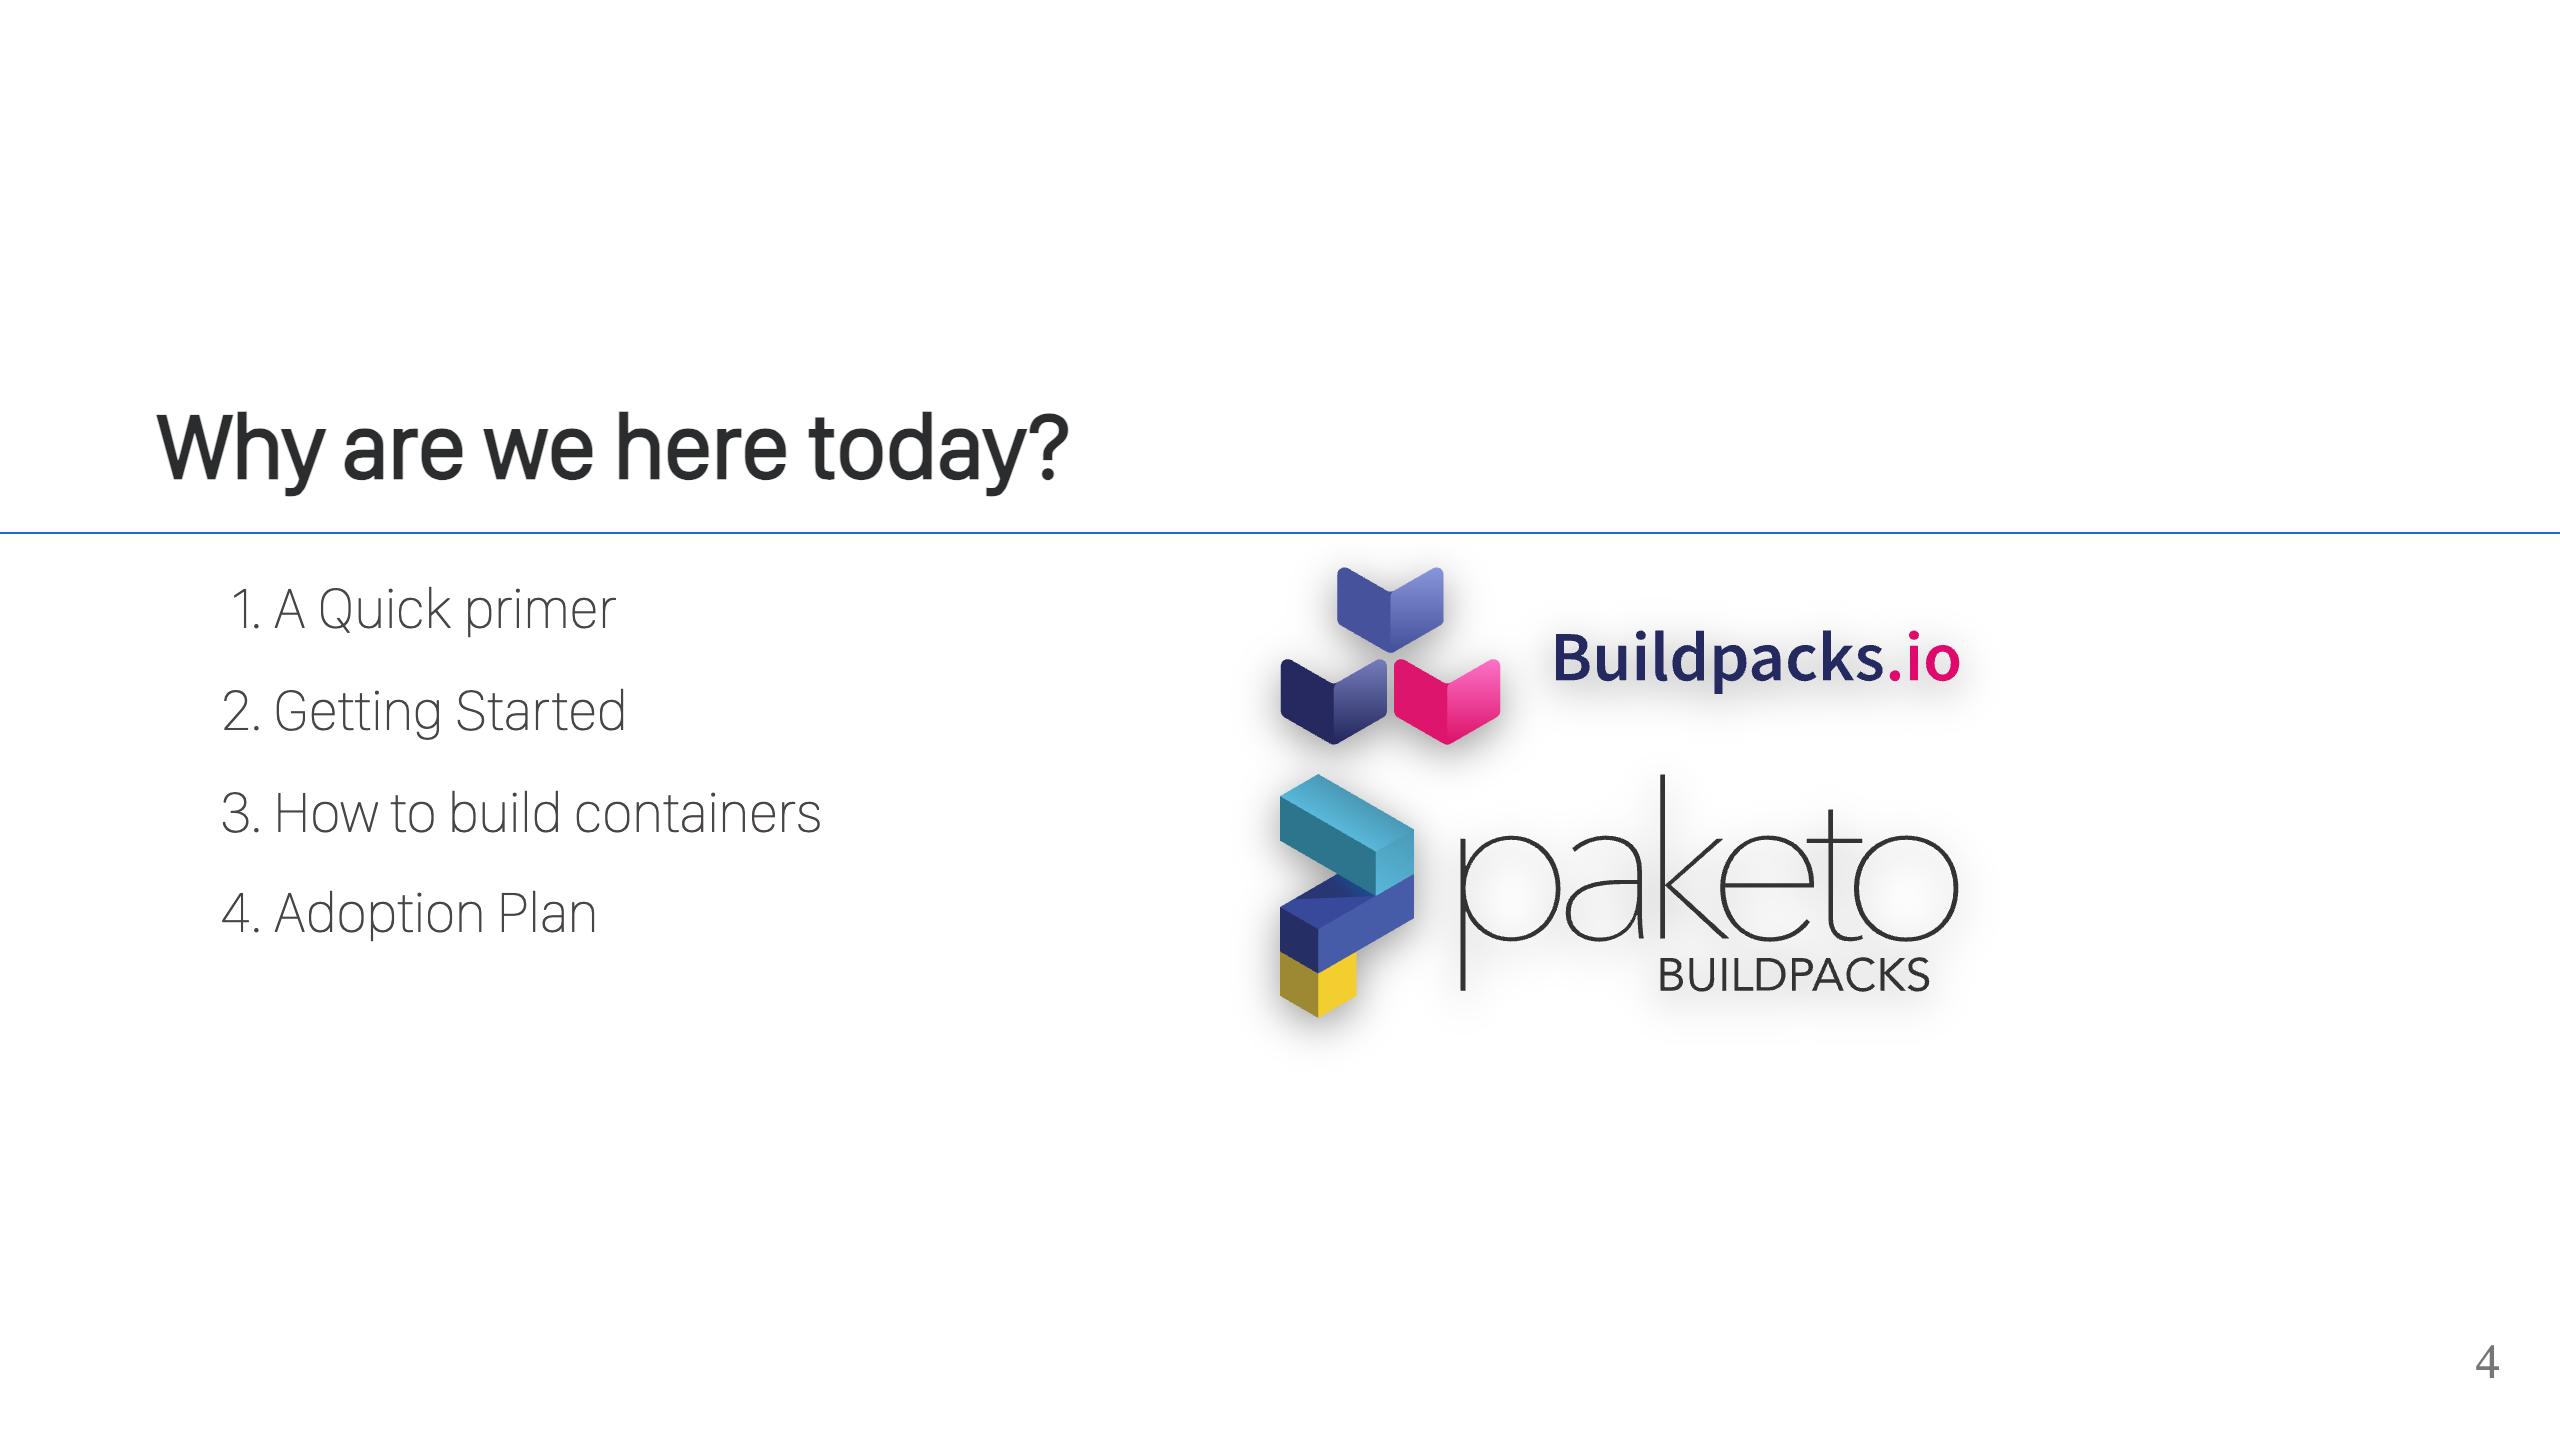 Why are we here today?
1. A Quick primer
2. Getting Started
3. How to build containers
4. Adoption Plan
Buildpacks.io
paketo
BUILDPACKS
4